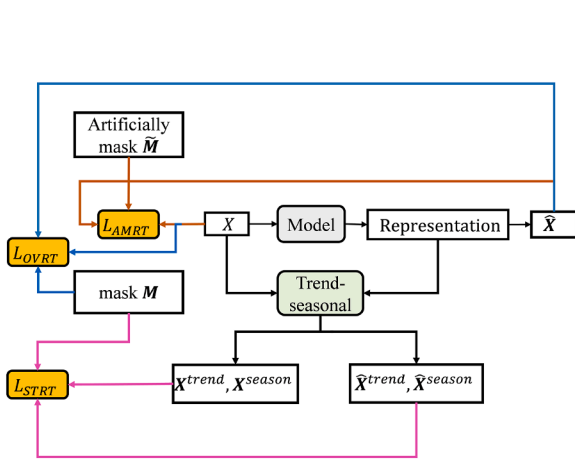 Artificially
mask M̃
L_AMRT
X
Model
Representation
X̂
L_OVRT
mask M
Trend-
seasonal
L_STRT
X^trend, X^season
X̂^trend, X̂^season